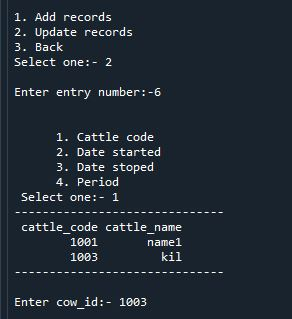 1. Add records
2. Update records
3. Back
Select one:- 2
Enter entry number:-6
1. Cattle code
2. Date started
3. Date stoped
4. Period
Select one:- 1
------------------------------
cattle_code cattle_name
1001 name1
1003 kil
------------------------------
Enter cow_id:- 1003